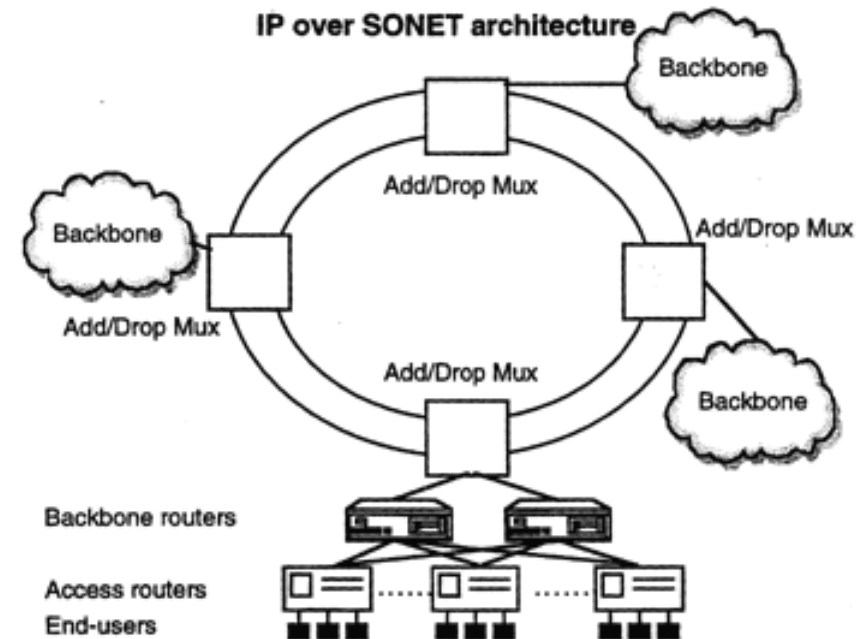 IP over SONET architecture
Backbone
Add/Drop Mux
Backbone
Add/Drop Mux
Add/Drop Mux
Add/Drop Mux
Backbone
Backbone routers
Access routers
End-users